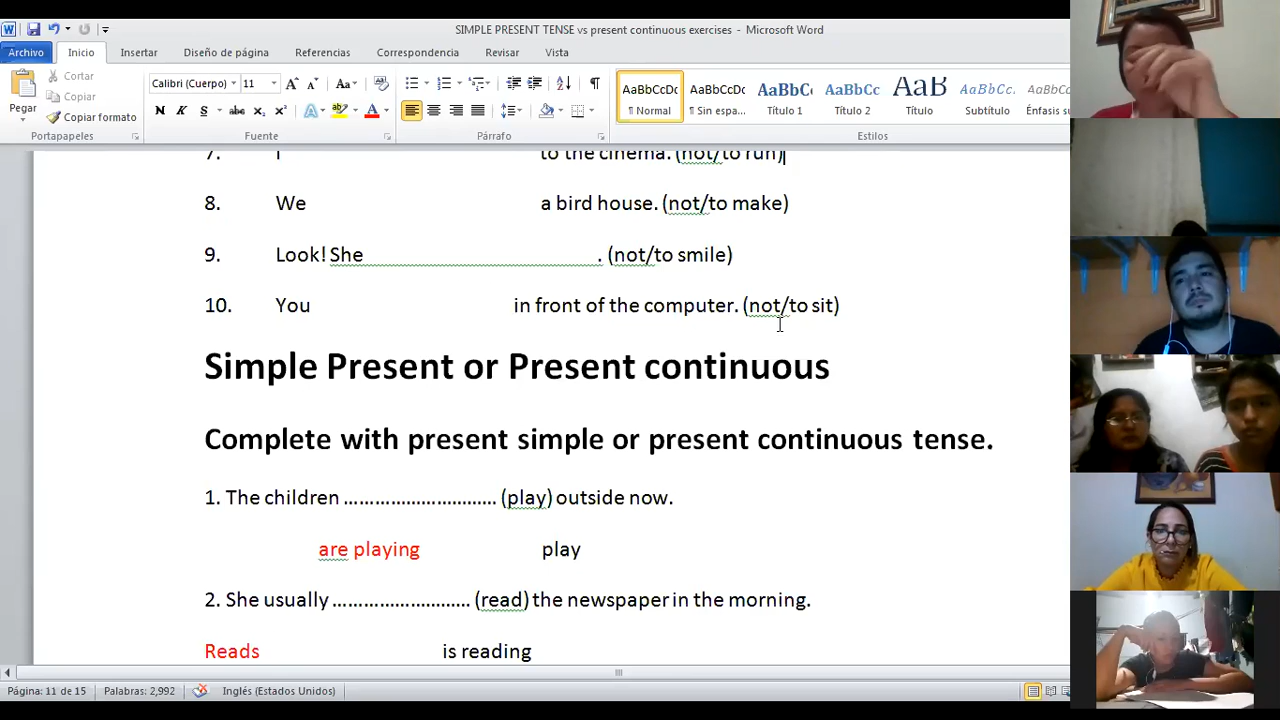 SIMPLE PRESENT TENSE vs present continuous exercises - Microsoft Word
Archivo Inicio Insertar Diseño de página Referencias Correspondencia Revisar Vista
Pegar
Cortar
Copiar
Copiar formato
Portapapeles
Calibri (Cuerpo) 11
N K S abc
Fuente
Párrafo
AaBbCcDc AaBbCcDc AaBbC AaBbCc AaB AaBbCc. AaBbCcDc
¶ Normal ¶ Sin espa... Título 1 Título 2 Título Subtítulo Énfasis su
Estilos
7. I to the cinema. (not/to run)
8. We a bird house. (not/to make)
9. Look! She . (not/to smile)
10. You in front of the computer. (not/to sit)
Simple Present or Present continuous
Complete with present simple or present continuous tense.
1. The children ............................ (play) outside now.
are playing play
2. She usually .......................... (read) the newspaper in the morning.
Reads is reading
Página: 11 de 15 Palabras: 2,992 Inglés (Estados Unidos)